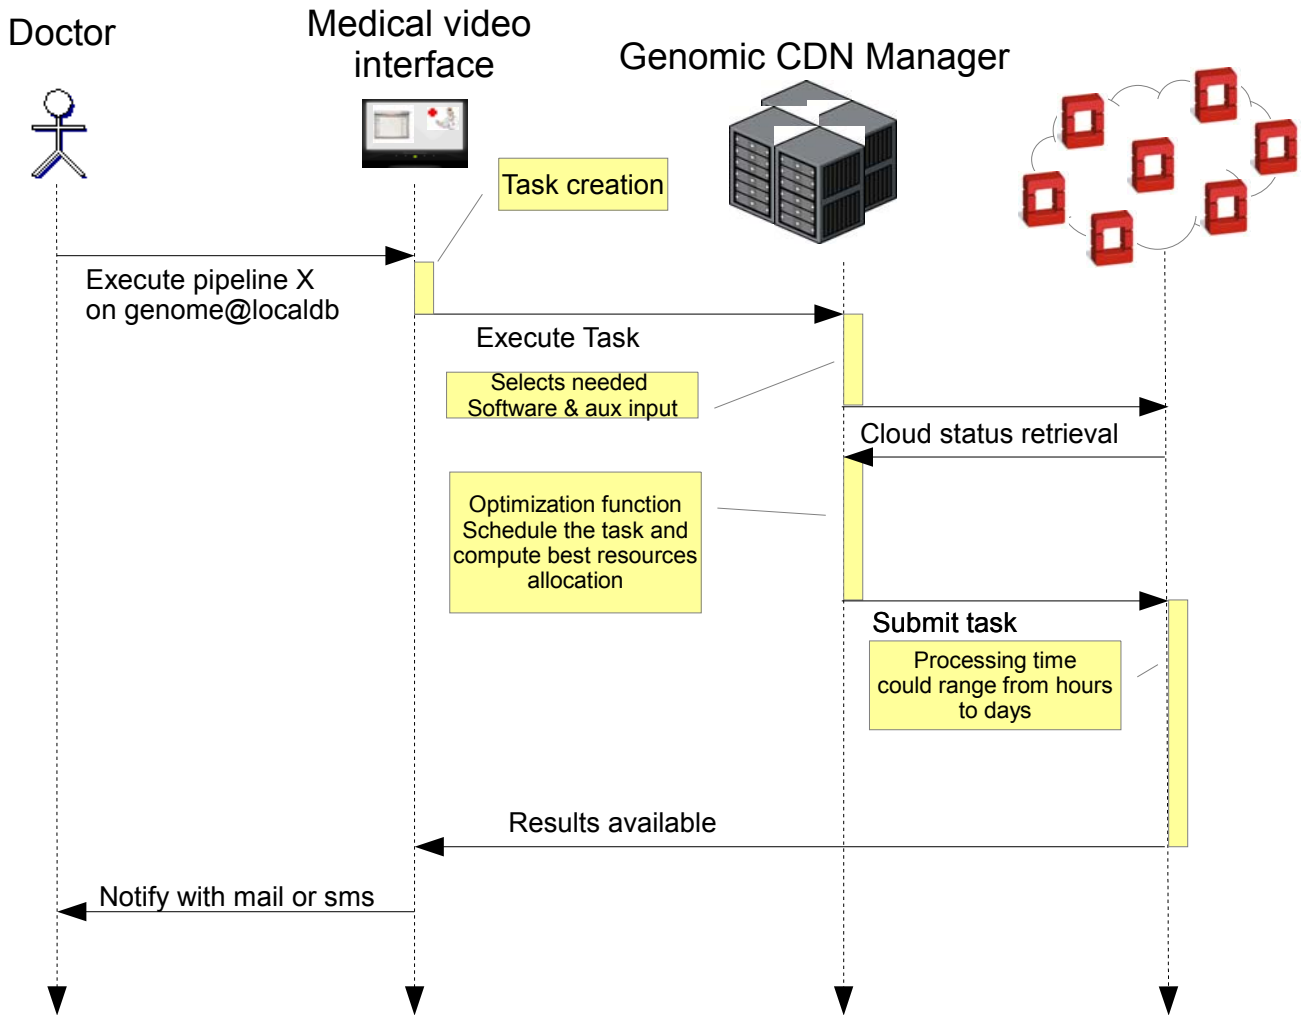 Doctor
Medical video
interface
Genomic CDN Manager
Task creation
Execute pipeline X
on genome@localdb
Execute Task
Selects needed
Software & aux input
Cloud status retrieval
Optimization function
Schedule the task and
compute best resources
allocation
Submit task
Processing time
could range from hours
to days
Results available
Notify with mail or sms